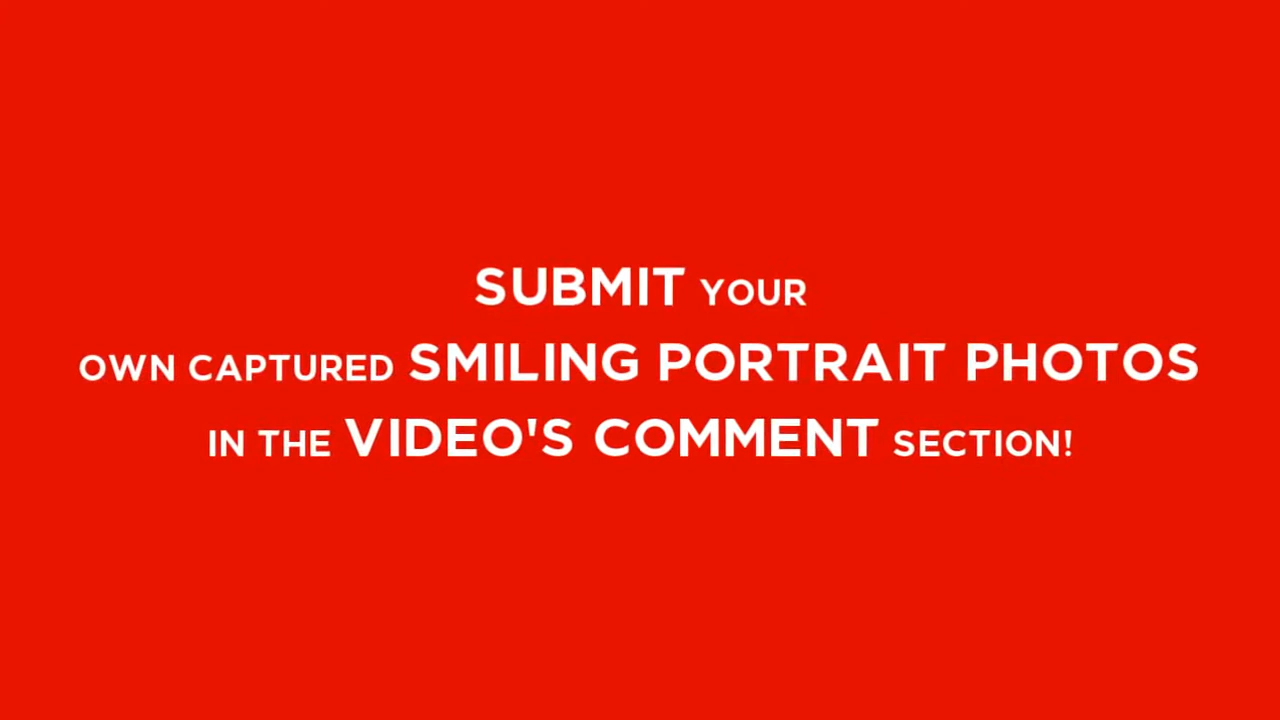 SUBMIT YOUR
OWN CAPTURED SMILING PORTRAIT PHOTOS
IN THE VIDEO'S COMMENT SECTION!